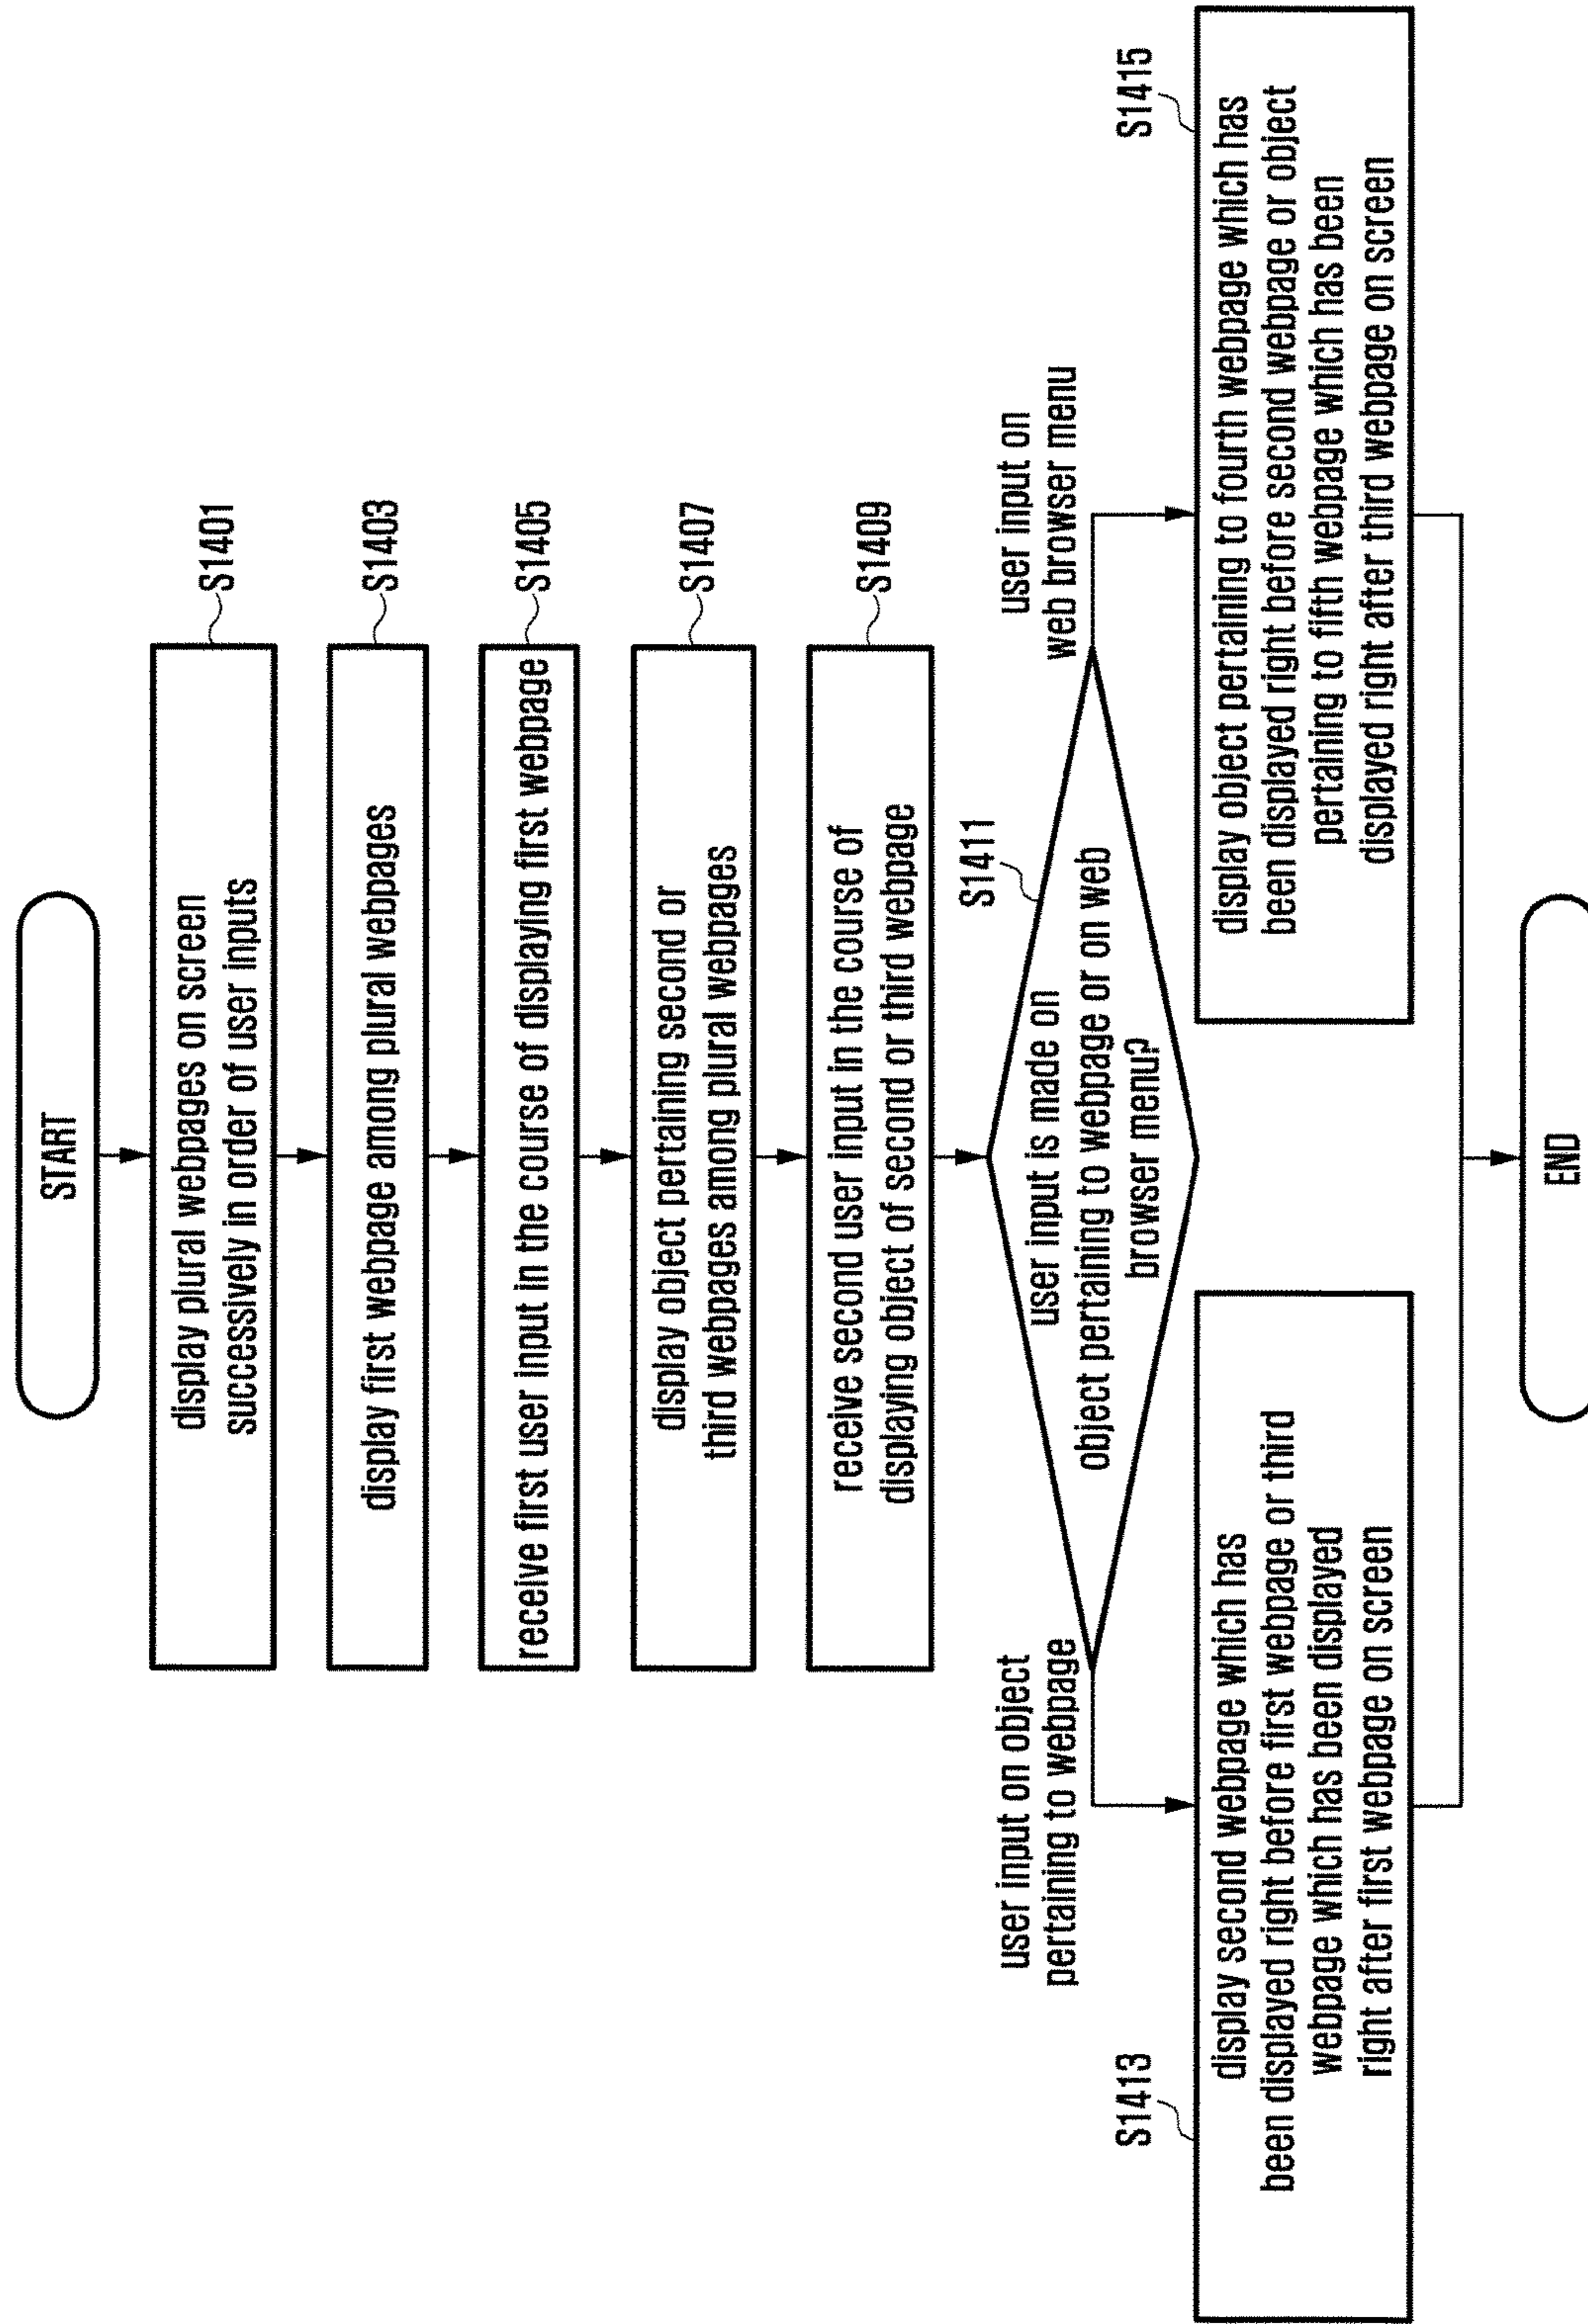 START
S1401
display plural webpages on screen
successively in order of user inputs
S1403
display first webpage among plural webpages
S1405
receive first user input in the course of displaying first webpage
S1407
display object pertaining second or
third webpages among plural webpages
S1409
receive second user input in the course of
displaying object of second or third webpage
S1411
user input is made on
object pertaining to webpage or on web
browser menu?
user input on object
pertaining to webpage
user input on
web browser menu
S1413
display second webpage which has
been displayed right before first webpage or third
webpage which has been displayed
right after first webpage on screen
S1415
display object pertaining to fourth webpage which has
been displayed right before second webpage or object
pertaining to fifth webpage which has been
displayed right after third webpage on screen
END